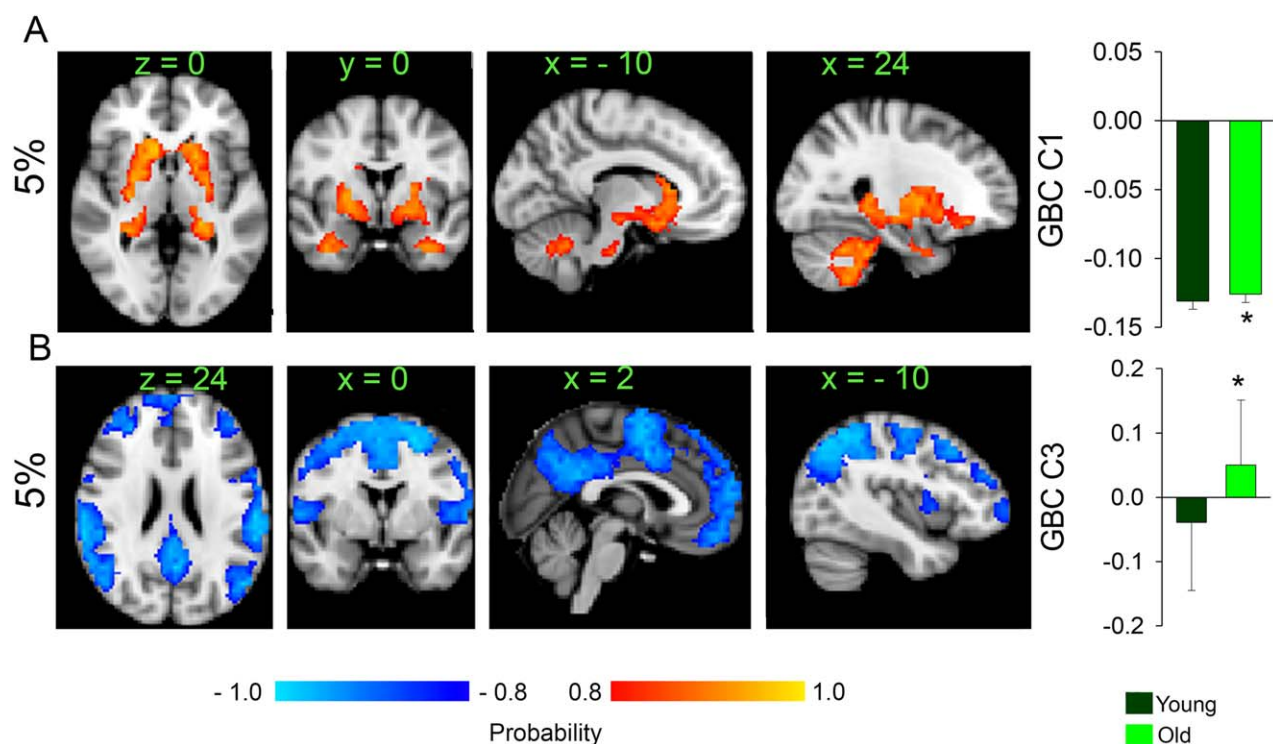 A
z = 0
y = 0
x = - 10
x = 24
5%
GBC C1
0.05
0.00
-0.05
-0.10
-0.15
*
B
z = 24
x = 0
x = 2
x = - 10
5%
GBC C3
0.2
0.1
0.0
-0.1
-0.2
*
- 1.0
- 0.8
0.8
1.0
Probability
Young
Old